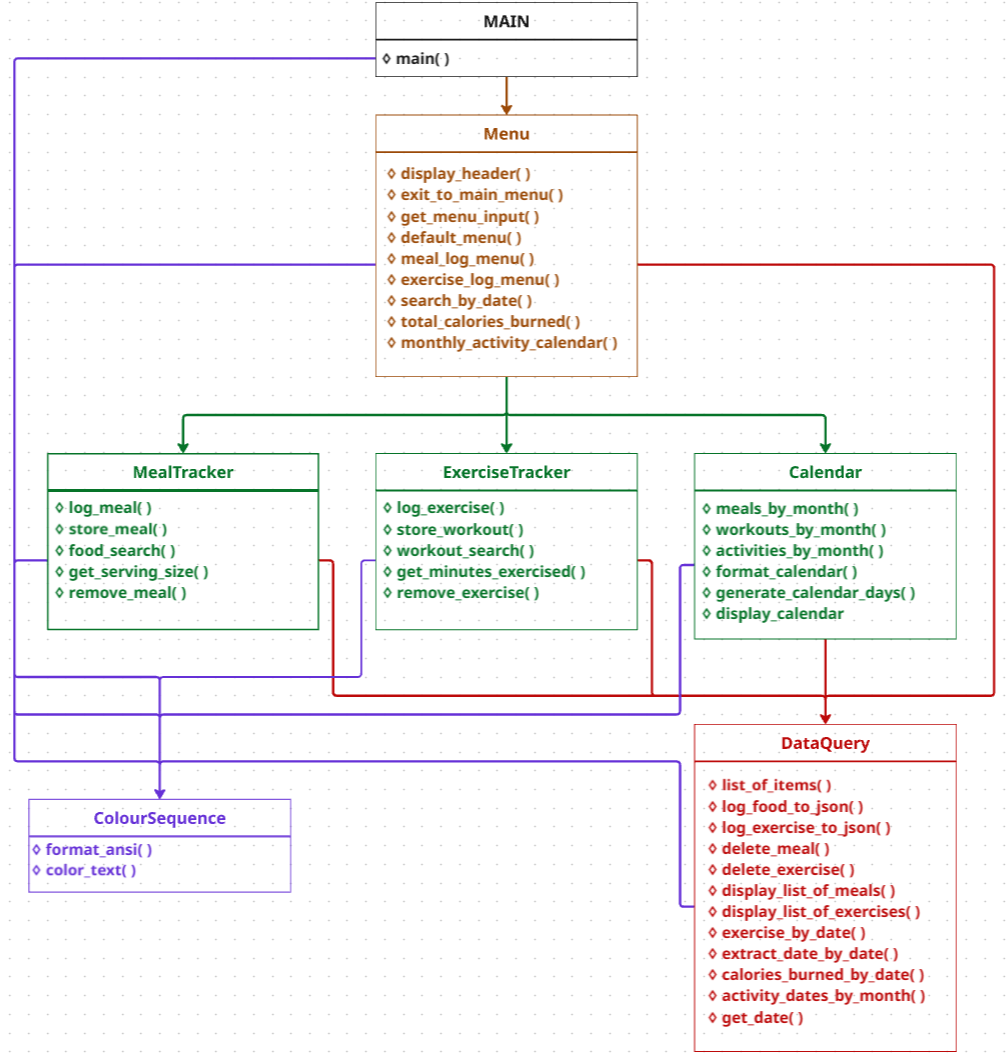 MAIN
◊ main( )
Menu
◊ display_header( )
◊ exit_to_main_menu( )
◊ get_menu_input( )
◊ default_menu( )
◊ meal_log_menu( )
◊ exercise_log_menu( )
◊ search_by_date( )
◊ total_calories_burned( )
◊ monthly_activity_calendar( )
MealTracker
◊ log_meal( )
◊ store_meal( )
◊ food_search( )
◊ get_serving_size( )
◊ remove_meal( )
ExerciseTracker
◊ log_exercise( )
◊ store_workout( )
◊ workout_search( )
◊ get_minutes_exercised( )
◊ remove_exercise( )
Calendar
◊ meals_by_month( )
◊ workouts_by_month( )
◊ activities_by_month( )
◊ format_calendar( )
◊ generate_calendar_days( )
◊ display_calendar
ColourSequence
◊ format_ansi( )
◊ color_text( )
DataQuery
◊ list_of_items( )
◊ log_food_to_json( )
◊ log_exercise_to_json( )
◊ delete_meal( )
◊ delete_exercise( )
◊ display_list_of_meals( )
◊ display_list_of_exercises( )
◊ exercise_by_date( )
◊ extract_date_by_date( )
◊ calories_burned_by_date( )
◊ activity_dates_by_month( )
◊ get_date( )